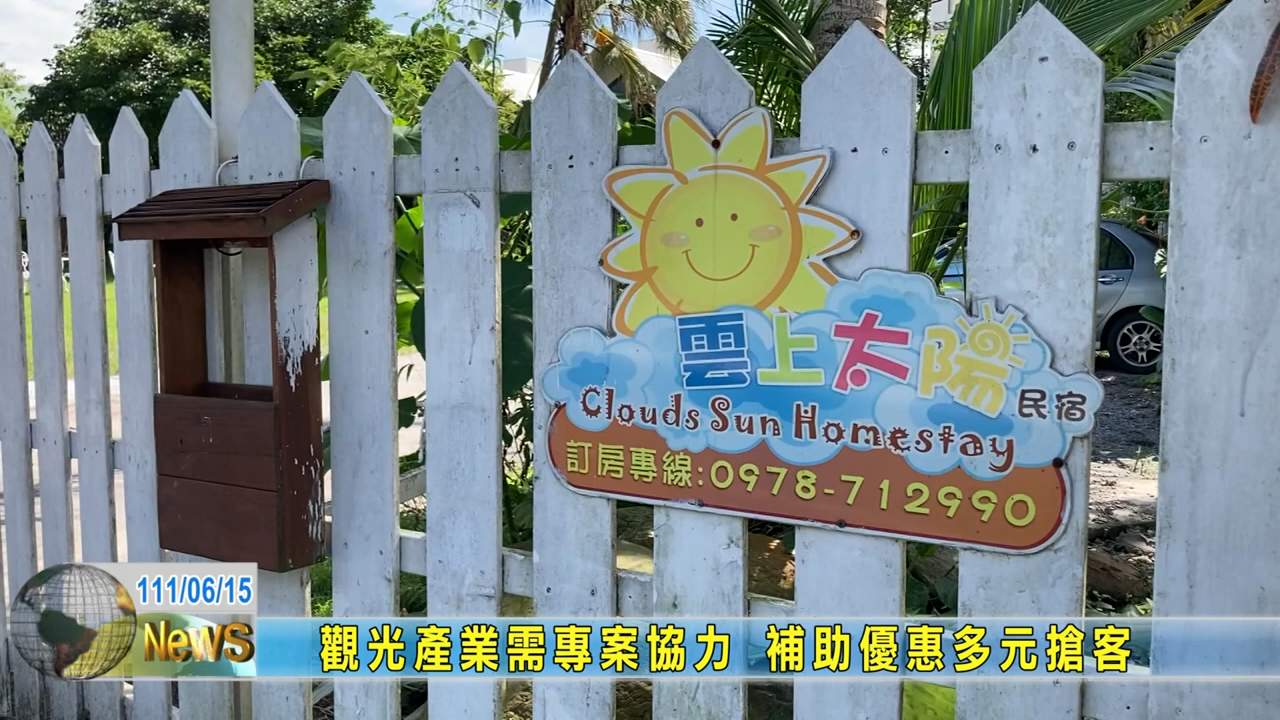 雲上太陽民宿
Clouds Sun Homestay
訂房專線:0978-712990
111/06/15
NewS
觀光產業需專案協力 補助優惠多元搶客